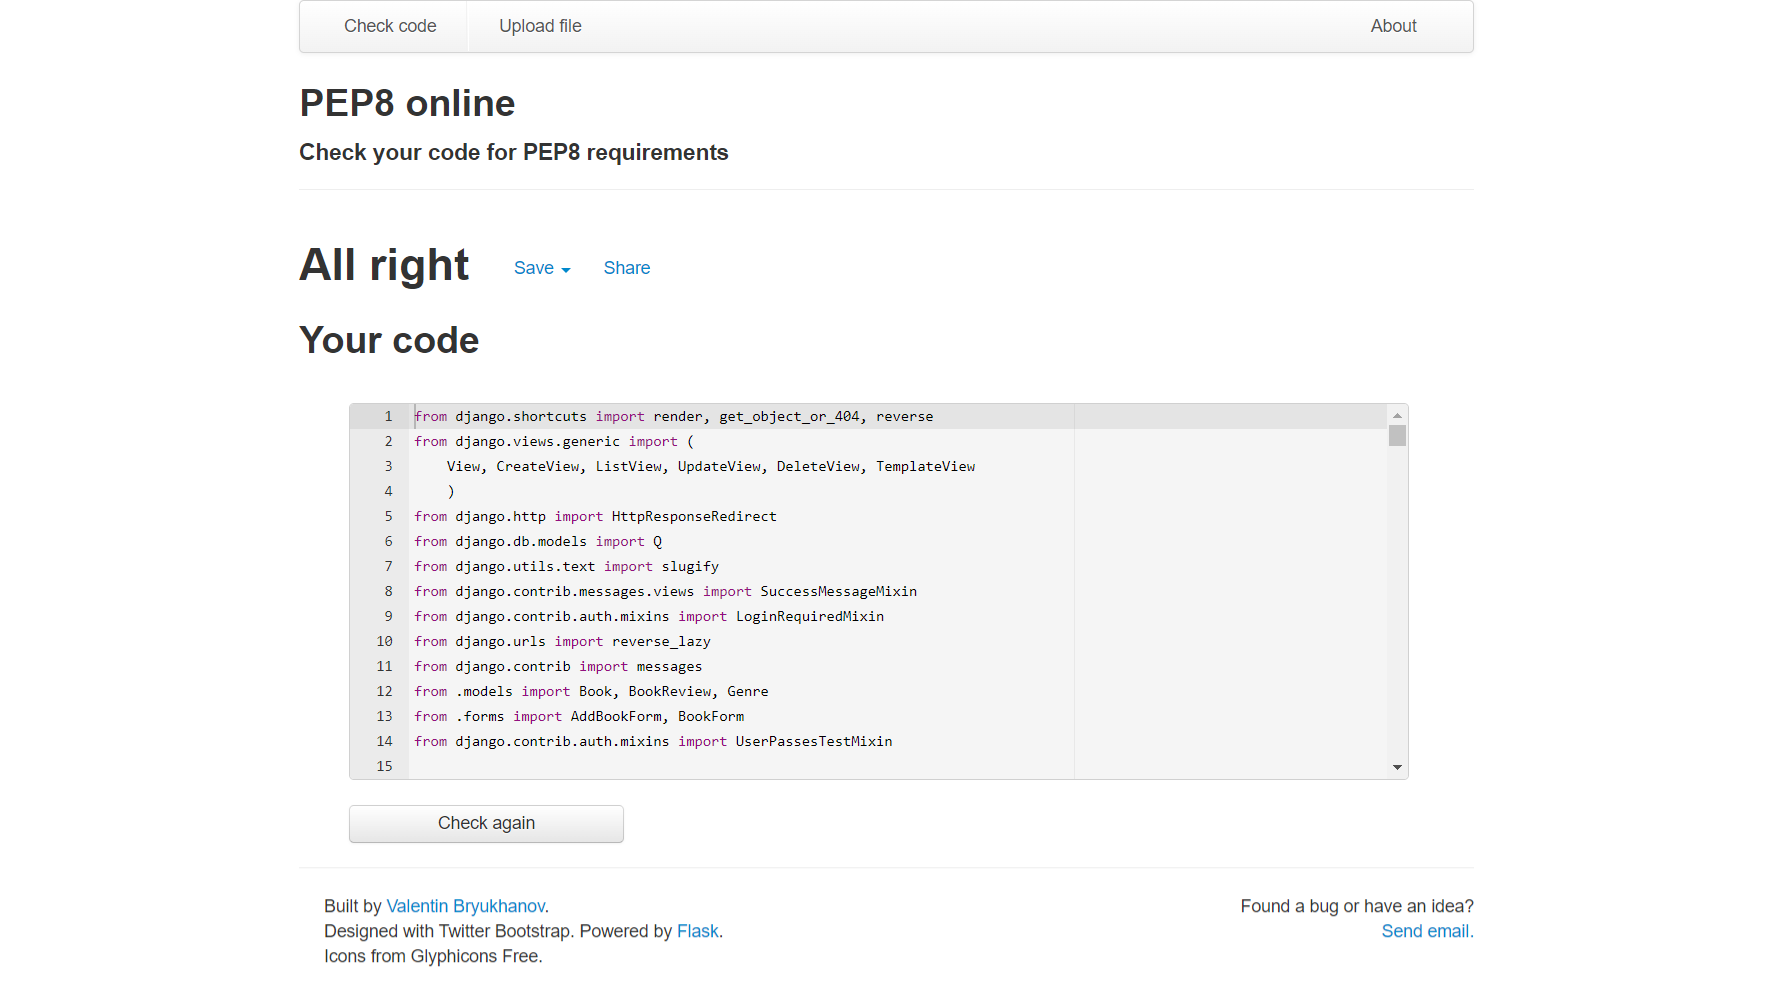 Check code Upload file About
PEP8 online
Check your code for PEP8 requirements
All right Save Share
Your code
1 from django.shortcuts import render, get_object_or_404, reverse
2 from django.views.generic import (
3     View, CreateView, ListView, UpdateView, DeleteView, TemplateView
4     )
5 from django.http import HttpResponseRedirect
6 from django.db.models import Q
7 from django.utils.text import slugify
8 from django.contrib.messages.views import SuccessMessageMixin
9 from django.contrib.auth.mixins import LoginRequiredMixin
10 from django.urls import reverse_lazy
11 from django.contrib import messages
12 from .models import Book, BookReview, Genre
13 from .forms import AddBookForm, BookForm
14 from django.contrib.auth.mixins import UserPassesTestMixin
15
Check again
Built by Valentin Bryukhanov.
Designed with Twitter Bootstrap. Powered by Flask.
Icons from Glyphicons Free.
Found a bug or have an idea?
Send email.